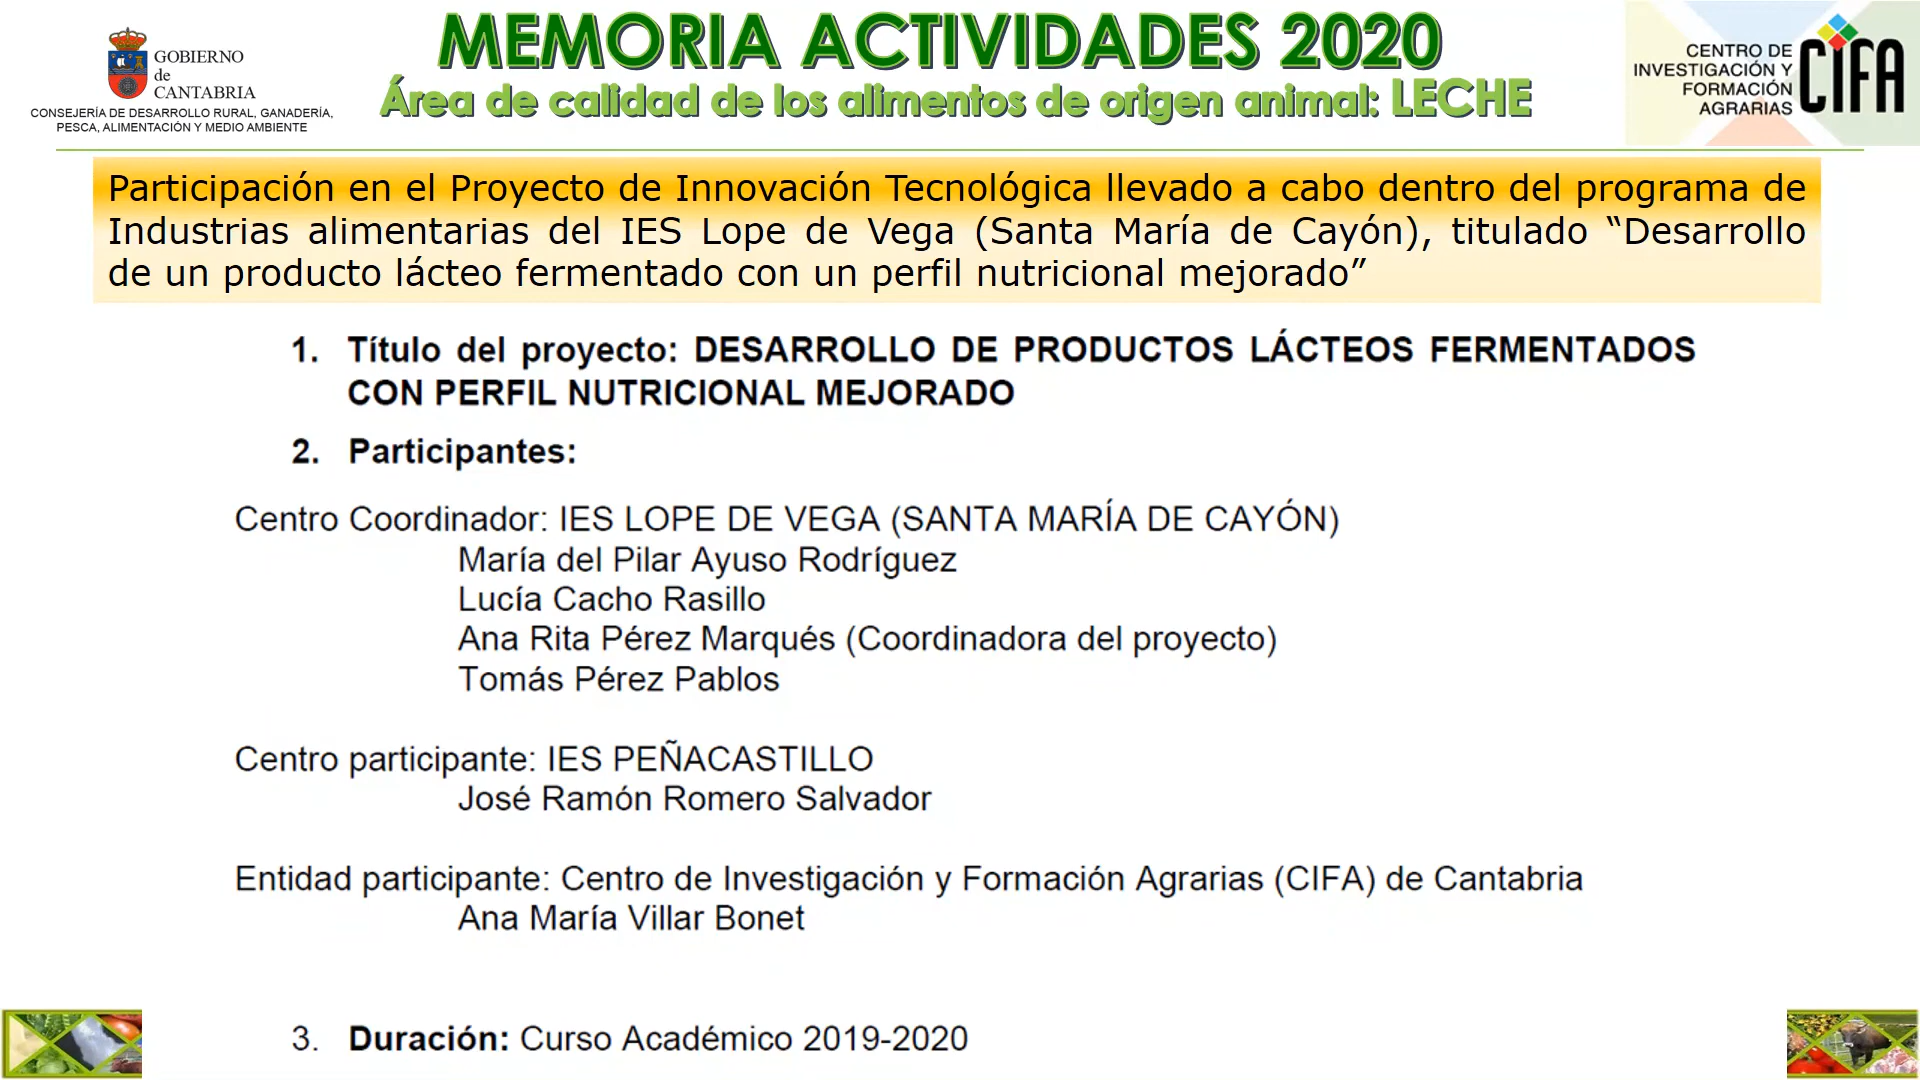 GOBIERNO
de
CANTABRIA
CONSEJERÍA DE DESARROLLO RURAL, GANADERÍA,
PESCA, ALIMENTACIÓN Y MEDIO AMBIENTE
MEMORIA ACTIVIDADES 2020
Área de calidad de los alimentos de origen animal: LECHE
CENTRO DE
INVESTIGACIÓN Y
FORMACIÓN
AGRARIAS
CIFA
Participación en el Proyecto de Innovación Tecnológica llevado a cabo dentro del programa de
Industrias alimentarias del IES Lope de Vega (Santa María de Cayón), titulado “Desarrollo
de un producto lácteo fermentado con un perfil nutricional mejorado”
1. Título del proyecto: DESARROLLO DE PRODUCTOS LÁCTEOS FERMENTADOS
CON PERFIL NUTRICIONAL MEJORADO
2. Participantes:
Centro Coordinador: IES LOPE DE VEGA (SANTA MARÍA DE CAYÓN)
María del Pilar Ayuso Rodríguez
Lucía Cacho Rasillo
Ana Rita Pérez Marqués (Coordinadora del proyecto)
Tomás Pérez Pablos
Centro participante: IES PEÑACASTILLO
José Ramón Romero Salvador
Entidad participante: Centro de Investigación y Formación Agrarias (CIFA) de Cantabria
Ana María Villar Bonet
3. Duración: Curso Académico 2019-2020